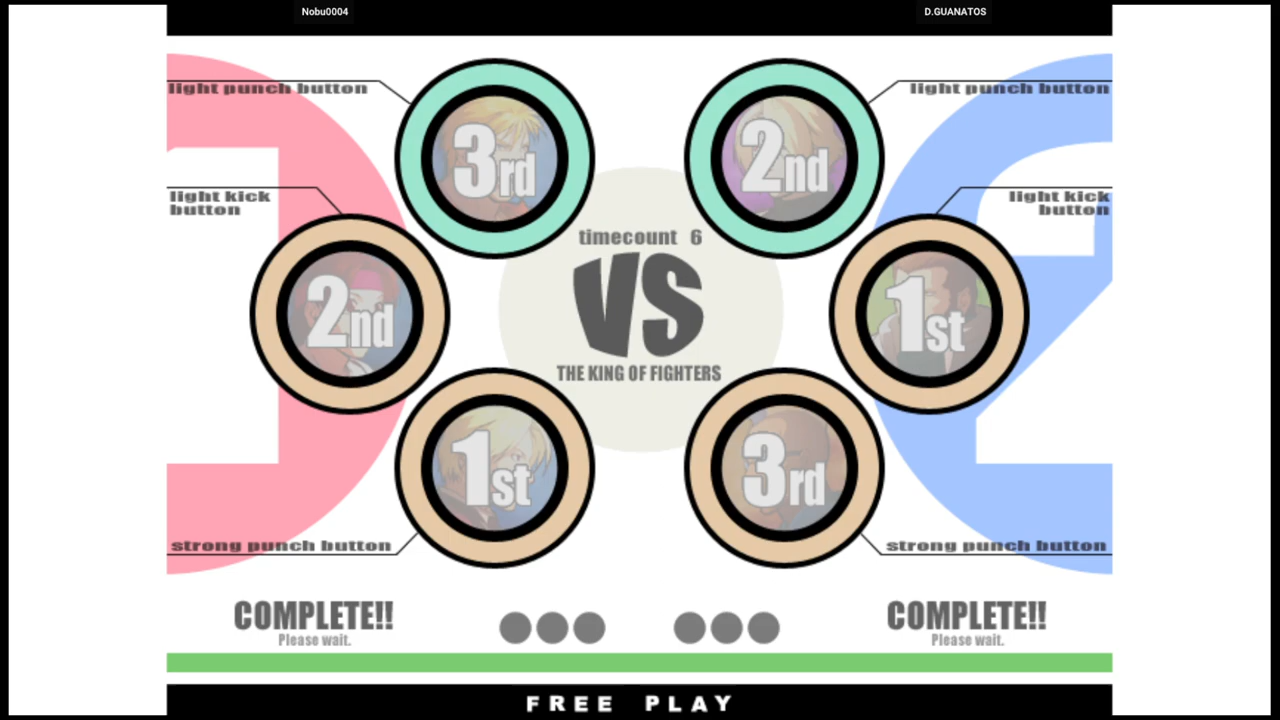 Nobu0004
D.GUANATOS
light punch button
light punch button
3rd
2nd
light kick
button
light kick
button
timecount 6
VS
THE KING OF FIGHTERS
2nd
1st
1st
3rd
strong punch button
strong punch button
COMPLETE!!
Please wait.
COMPLETE!!
Please wait.
FREE PLAY